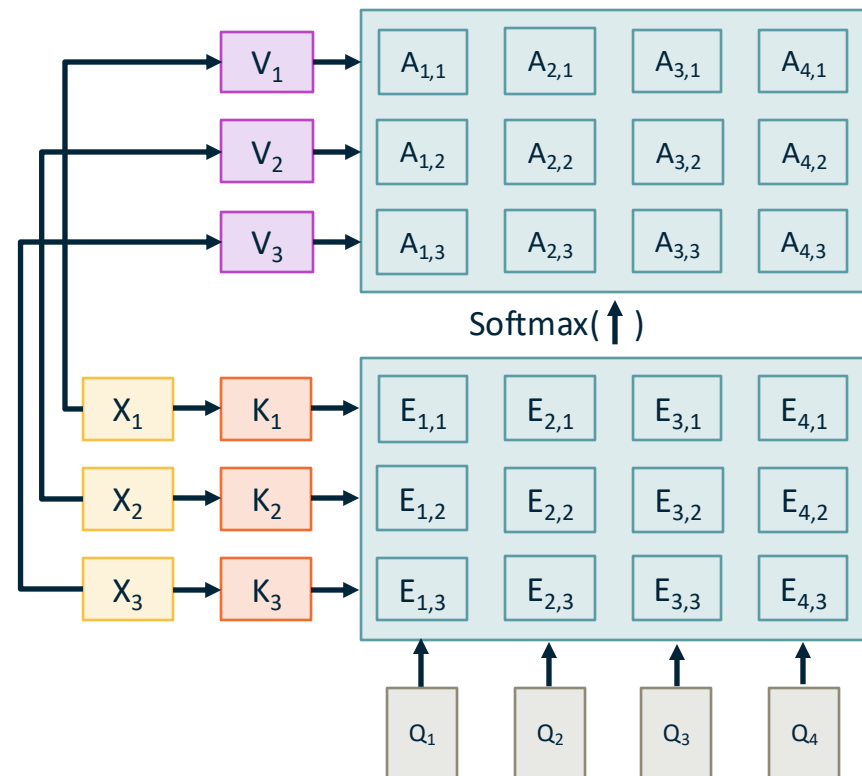 V₁ A₁,₁ A₂,₁ A₃,₁ A₄,₁
V₂ A₁,₂ A₂,₂ A₃,₂ A₄,₂
V₃ A₁,₃ A₂,₃ A₃,₃ A₄,₃
Softmax( )
X₁ K₁ E₁,₁ E₂,₁ E₃,₁ E₄,₁
X₂ K₂ E₁,₂ E₂,₂ E₃,₂ E₄,₂
X₃ K₃ E₁,₃ E₂,₃ E₃,₃ E₄,₃
Q₁ Q₂ Q₃ Q₄